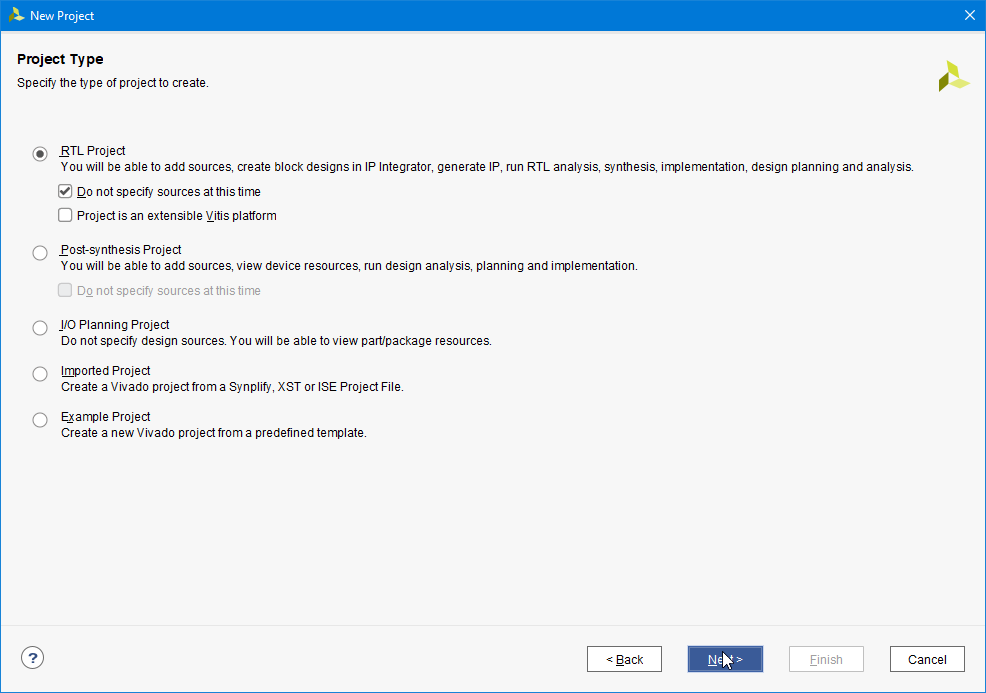 New Project
Project Type
Specify the type of project to create.
RTL Project
You will be able to add sources, create block designs in IP Integrator, generate IP, run RTL analysis, synthesis, implementation, design planning and analysis.
Do not specify sources at this time
Project is an extensible Vitis platform
Post-synthesis Project
You will be able to add sources, view device resources, run design analysis, planning and implementation.
Do not specify sources at this time
I/O Planning Project
Do not specify design sources. You will be able to view part/package resources.
Imported Project
Create a Vivado project from a Synplify, XST or ISE Project File.
Example Project
Create a new Vivado project from a predefined template.
? < Back Next > Finish Cancel